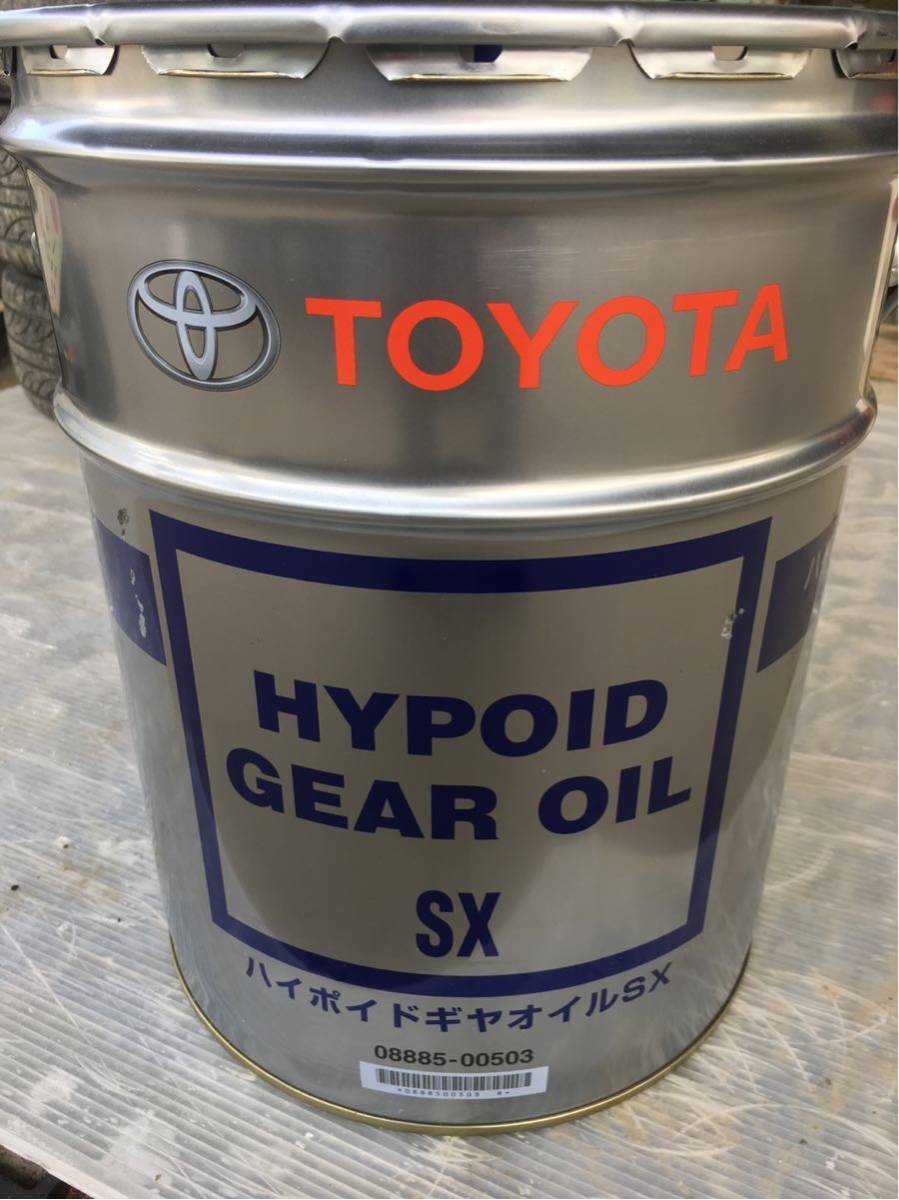 TOYOTA
HYPOID
GEAR OIL
SX
ハイポイドギヤオイルSX
08885-00503
*0888500503 R*